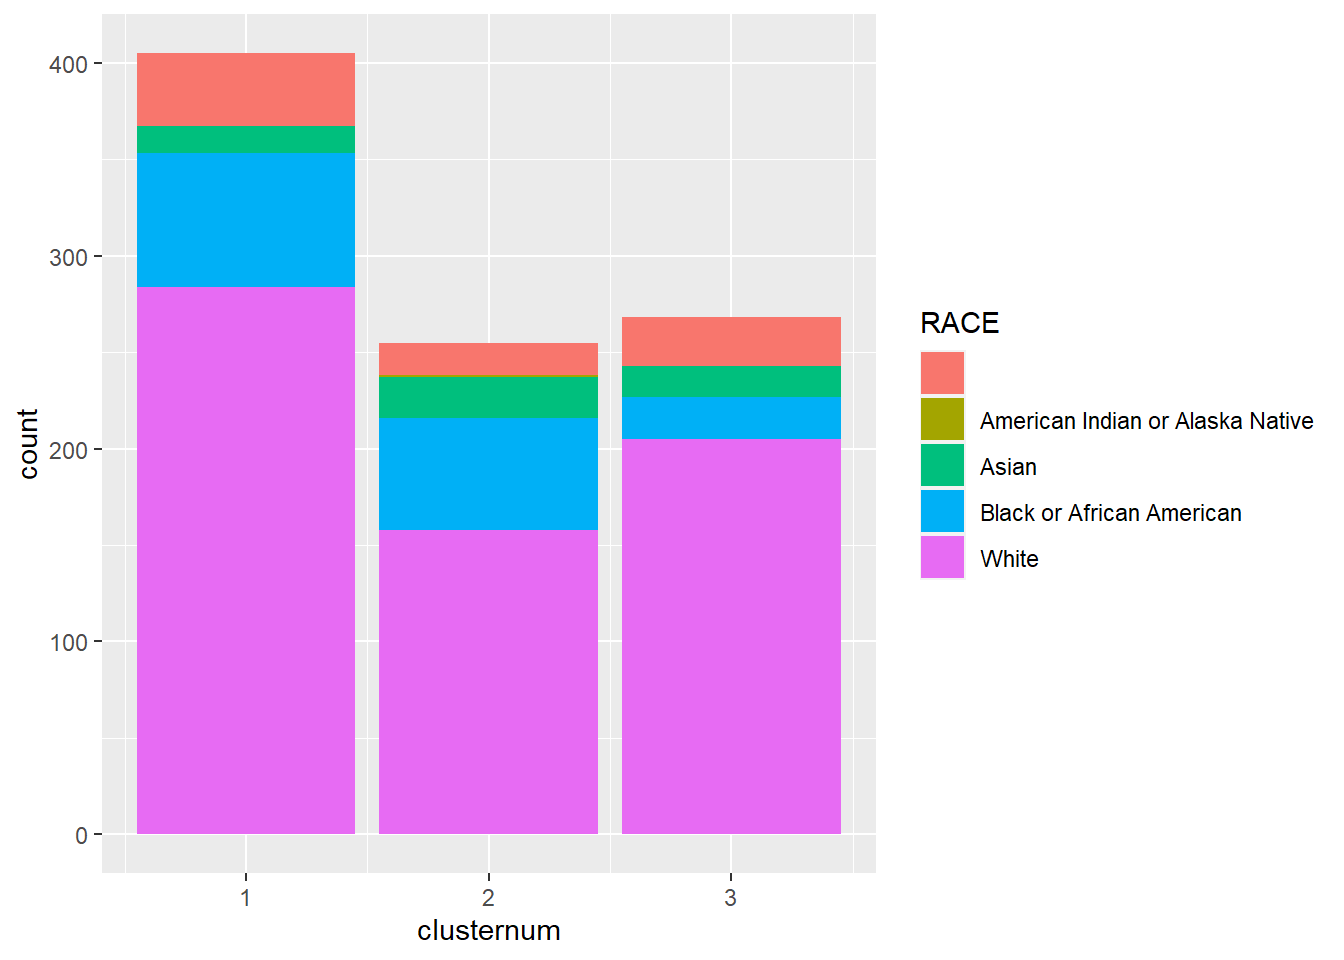 400
300
200
100
0
count
1 2 3
clusternum
RACE
American Indian or Alaska Native
Asian
Black or African American
White